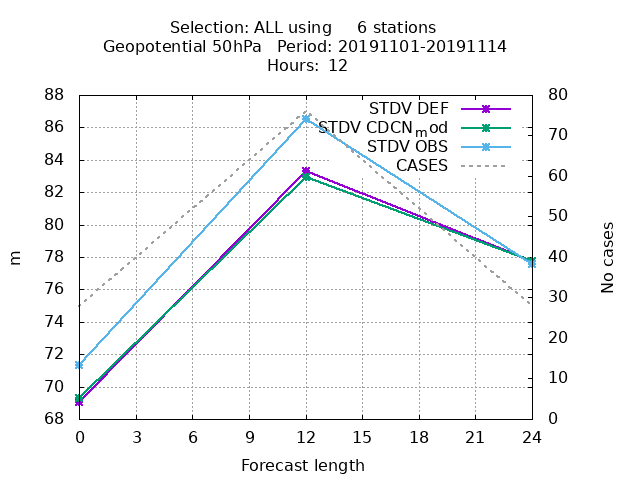 Selection: ALL using     6 stations
Geopotential 50hPa   Period: 20191101-20191114
Hours:  12
88
86
84
82
80
78
76
74
72
70
68
80
70
60
50
40
30
20
10
0
STDV DEF
STDV CDCNmod
STDV OBS
CASES
m
No cases
0 3 6 9 12 15 18 21 24
Forecast length